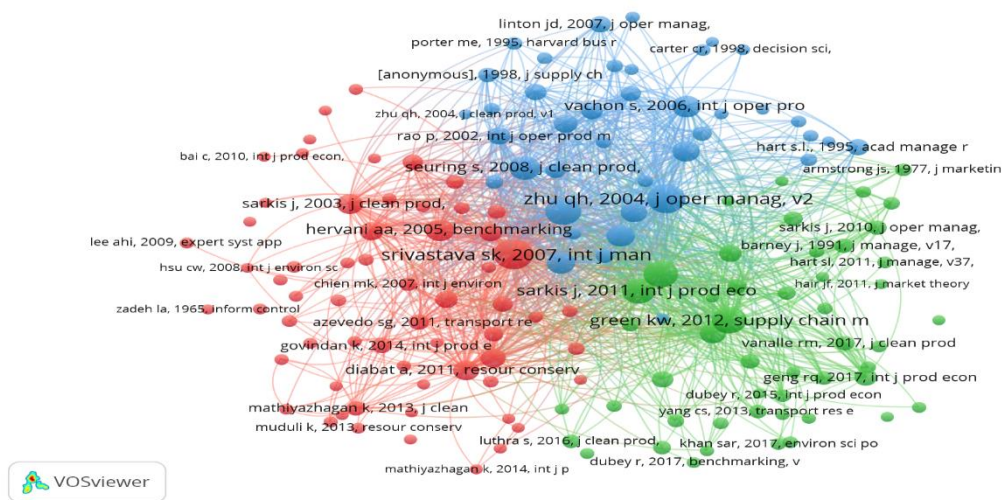 linton jd, 2007, j oper manag,
porter me, 1995, harvard bus r
carter cr, 1998, decision sci,
[anonymous], 1998, j supply ch
vachon s, 2006, int j oper pro
zhu qh, 2004, j clean prod, v1
rao p, 2002, int j oper prod m
hart s.l., 1995, acad manage r
bai c, 2010, int j prod econ,
seuring s, 2008, j clean prod,
armstrong js, 1977, j marketin
zhu qh, 2004, j oper manag, v2
sarkis j, 2003, j clean prod,
sarkis j, 2010, j oper manag,
hervani aa, 2005, benchmarking
lee ahi, 2009, expert syst app
barney j, 1991, j manage, v17,
srivastava sk, 2007, int j man
hart sl, 2011, j manage, v37,
hsu cw, 2008, int j environ sc
chien mk, 2007, int j environ
hair jf, 2011, j market theory
sarkis j, 2011, int j prod eco
zadeh la, 1965, inform control
azevedo sg, 2011, transport re
green kw, 2012, supply chain m
govindan k, 2014, int j prod e
vanalle rm, 2017, j clean prod
diabat a, 2011, resour conserv
geng rq, 2017, int j prod econ
dubey r, 2015, int j prod econ
mathiyazhagan k, 2013, j clean
yang cs, 2013, transport res e
muduli k, 2013, resour conserv
luthra s, 2016, j clean prod,
khan sar, 2017, environ sci po
dubey r, 2017, benchmarking, v
mathiyazhagan k, 2014, int j p
VOSviewer